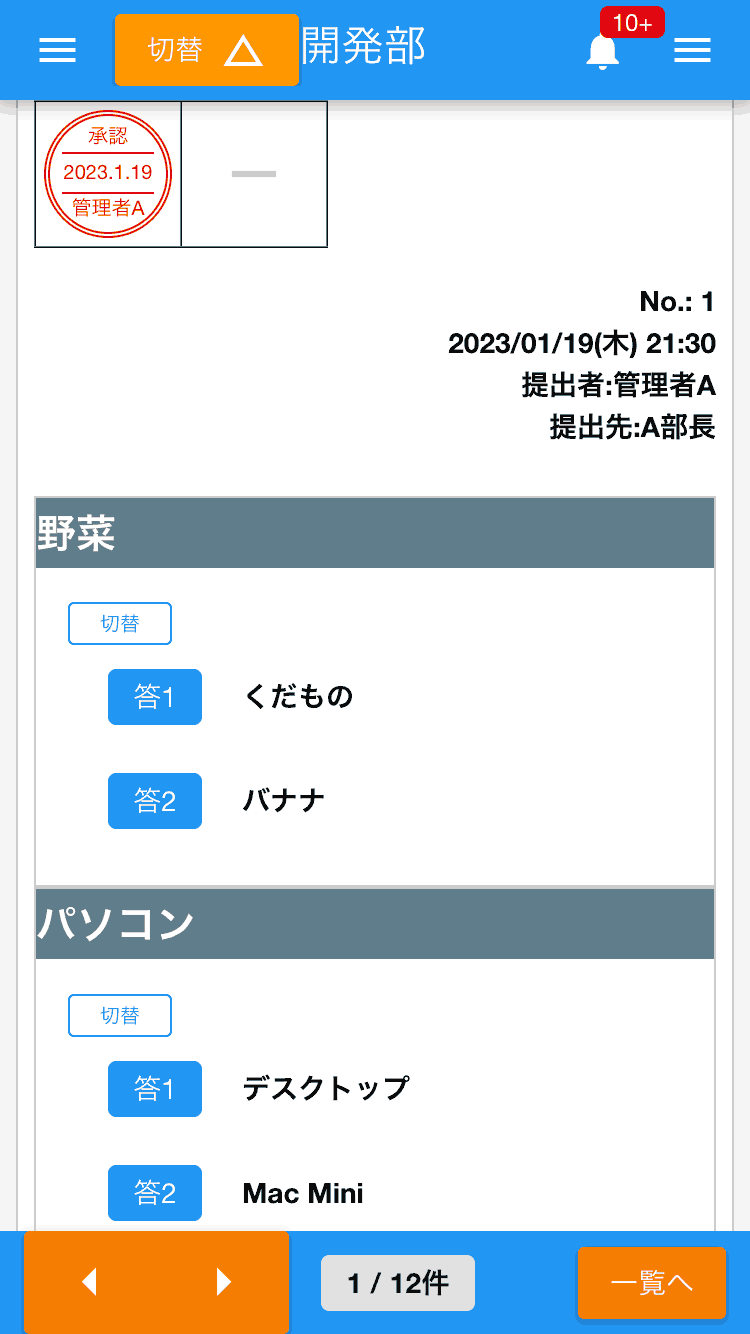 切替
開発部
10+
承認
2023.1.19
管理者A
No.: 1
2023/01/19(木) 21:30
提出者:管理者A
提出先:A部長
野菜
切替
答1 くだもの
答2 バナナ
パソコン
切替
答1 デスクトップ
答2 Mac Mini
1 / 12件
一覧へ